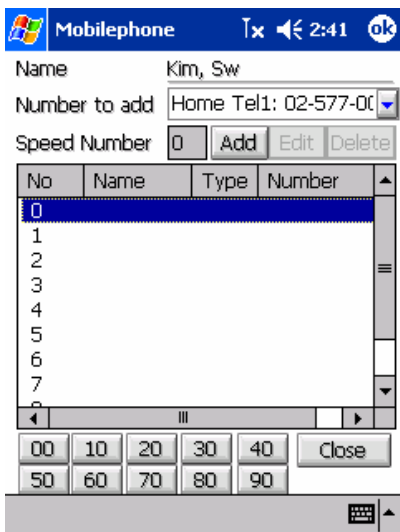 Mobilephone 2:41 ok
Name Kim, Sw
Number to add Home Tel1: 02-577-0
Speed Number 0 Add Edit Delete
No Name Type Number
0
1
2
3
4
5
6
7
00 10 20 30 40 Close
50 60 70 80 90